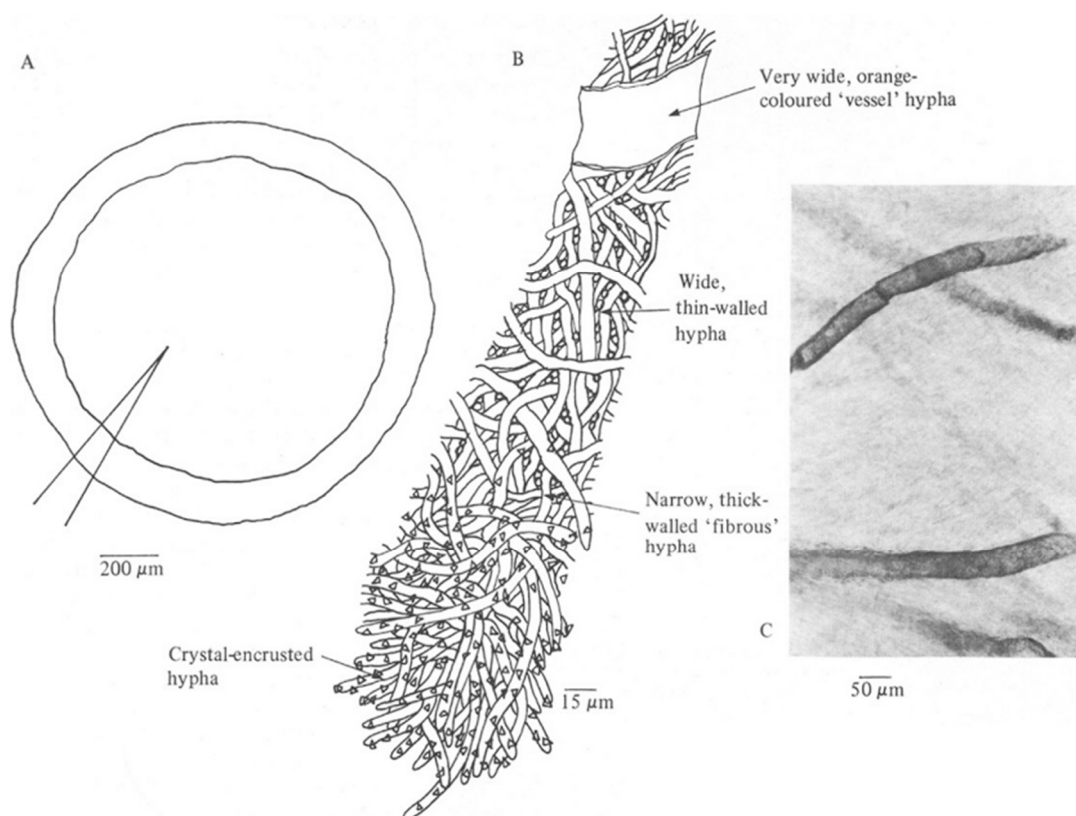 A
B
Very wide, orange-
coloured ‘vessel’ hypha
Wide,
thin-walled
hypha
Narrow, thick-
walled ‘fibrous’
hypha
200 µm
Crystal-encrusted
hypha
15 µm
C
50 µm